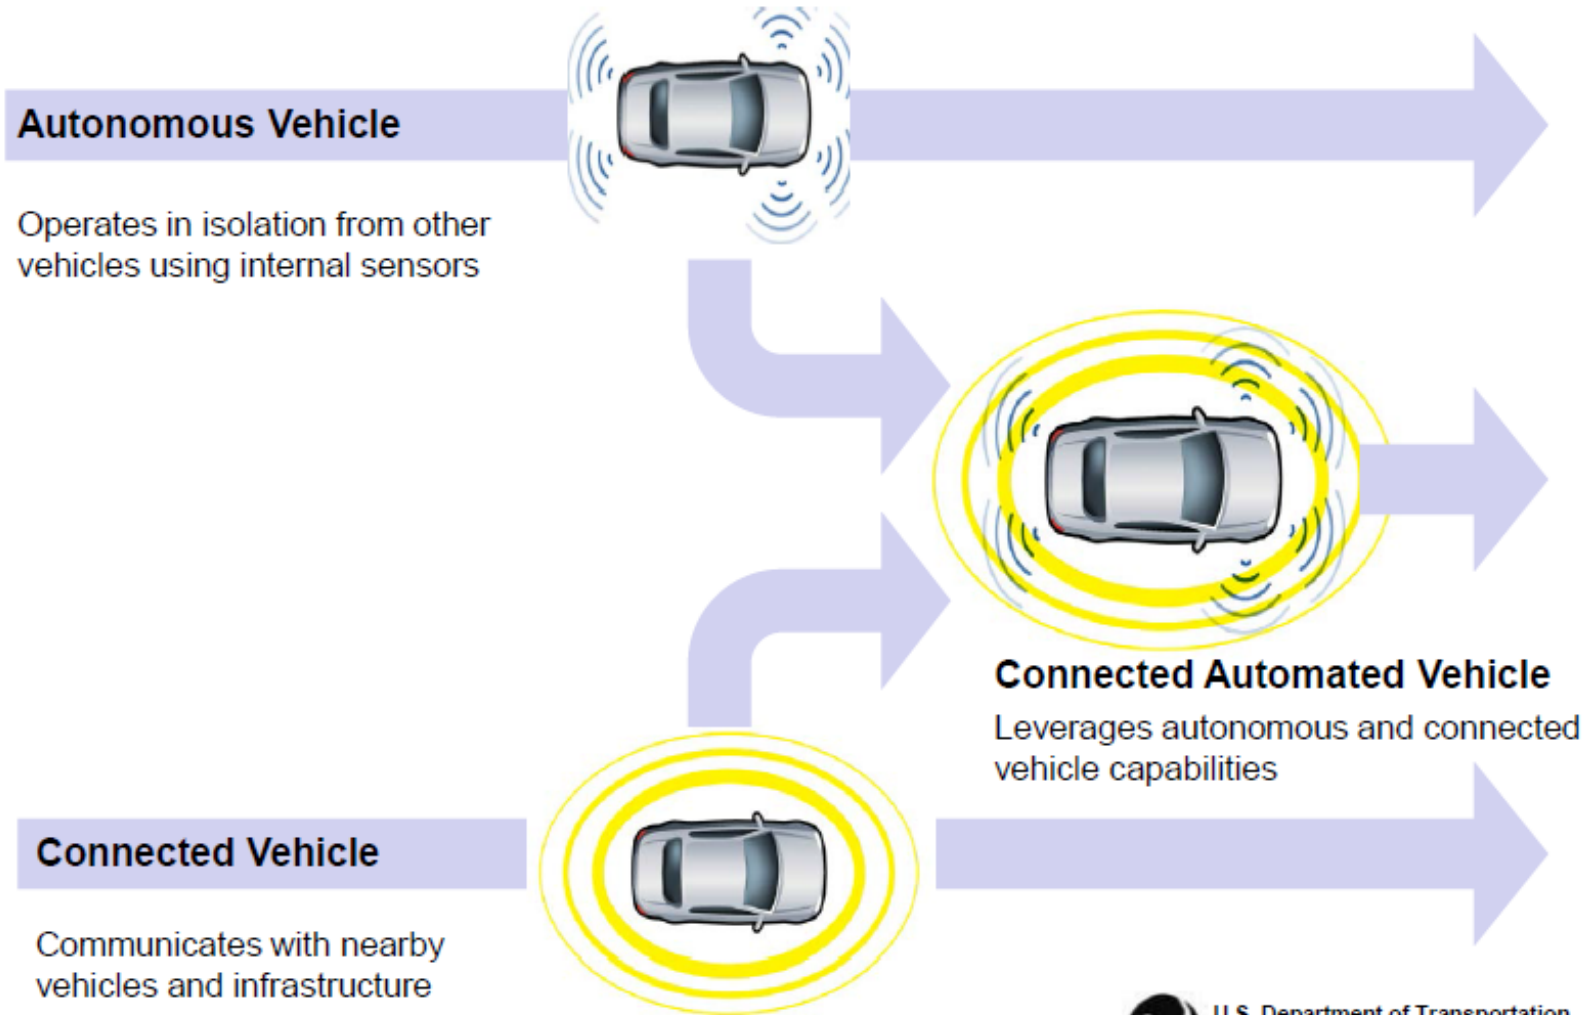 Autonomous Vehicle
Operates in isolation from other
vehicles using internal sensors
Connected Automated Vehicle
Leverages autonomous and connected
vehicle capabilities
Connected Vehicle
Communicates with nearby
vehicles and infrastructure
U.S. Department of Transportation